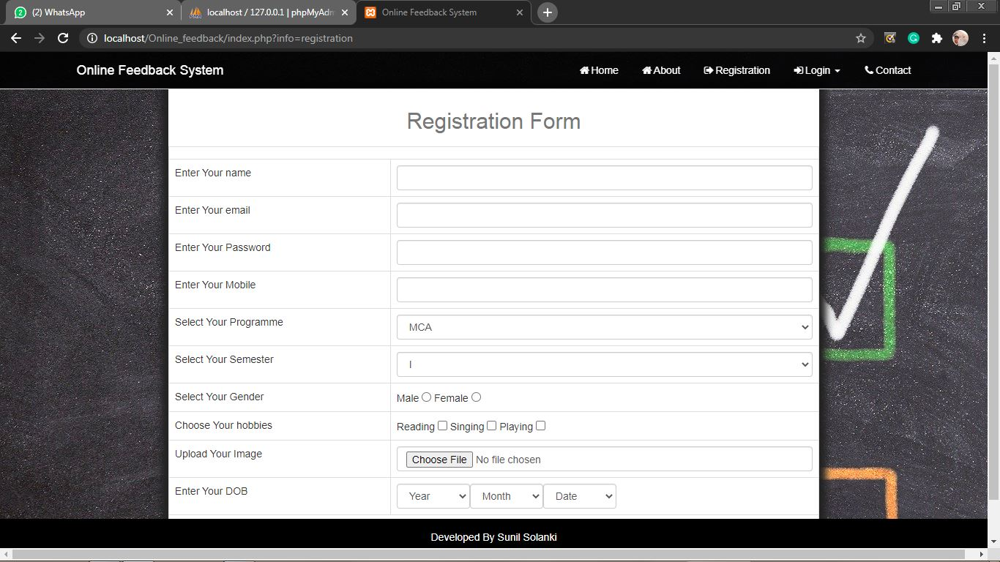 (2) WhatsApp
localhost / 127.0.0.1 | phpMyAdm
Online Feedback System
localhost/Online_feedback/index.php?info=registration
Online Feedback System
Home About Registration Login Contact
Registration Form
Enter Your name
Enter Your email
Enter Your Password
Enter Your Mobile
Select Your Programme MCA
Select Your Semester I
Select Your Gender Male Female
Choose Your hobbies Reading Singing Playing
Upload Your Image Choose File No file chosen
Enter Your DOB Year Month Date
Developed By Sunil Solanki